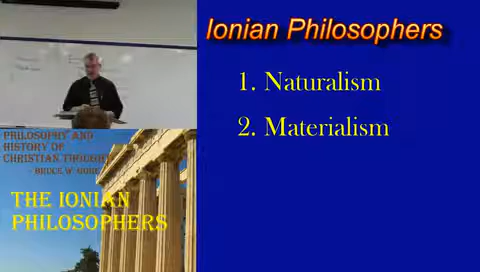 Ionian Philosophers
1. Naturalism
2. Materialism
Philosophy and
History of
Christian Thought
THE IONIAN
PHILOSOPHERS